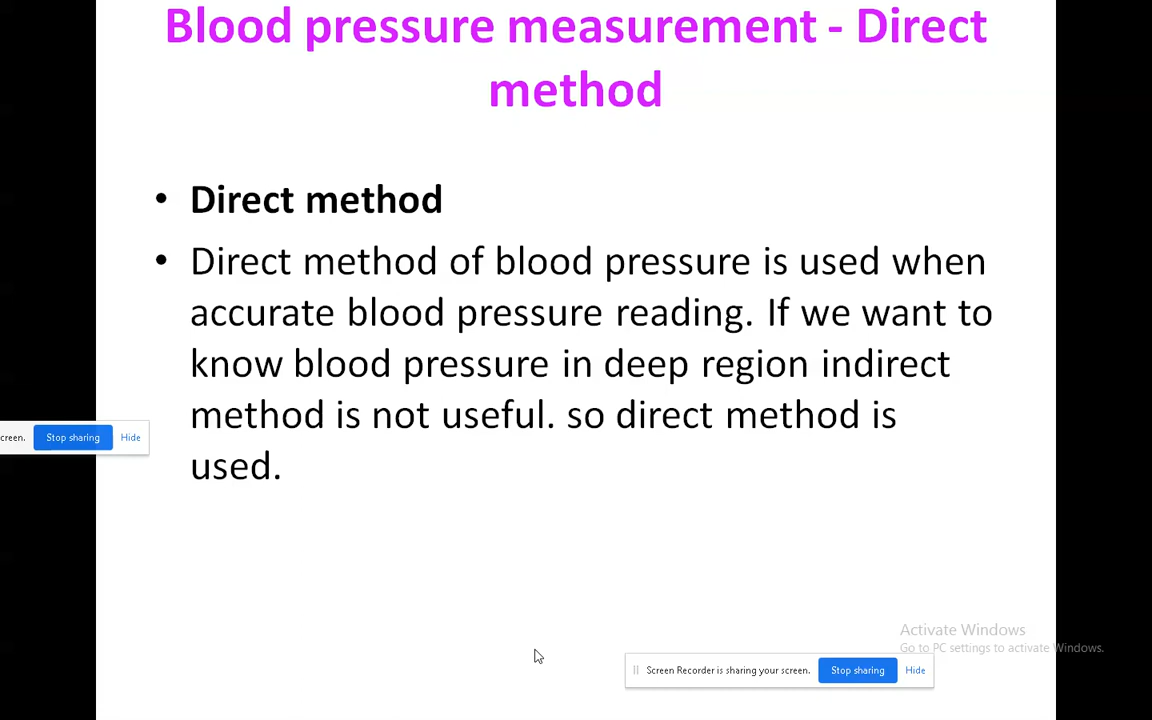 Blood pressure measurement - Direct
method
• Direct method
• Direct method of blood pressure is used when
accurate blood pressure reading. If we want to
know blood pressure in deep region indirect
method is not useful. so direct method is
used.
creen. Stop sharing Hide
Activate Windows
Go to PC settings to activate Windows.
Screen Recorder is sharing your screen. Stop sharing Hide